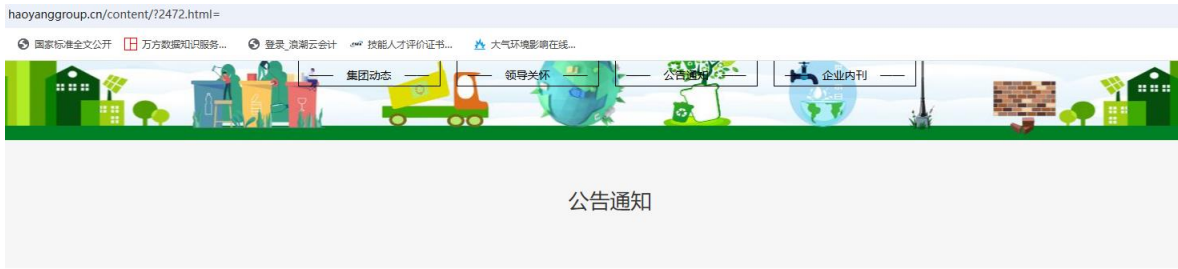 haoyanggroup.cn/content/?2472.html=
国家标准全文公开 万方数据知识服务... 登录_浪潮云会计 技能人才评价证书... 大气环境影响在线...
集团动态 领导关怀 公告通知 企业内刊
公告通知